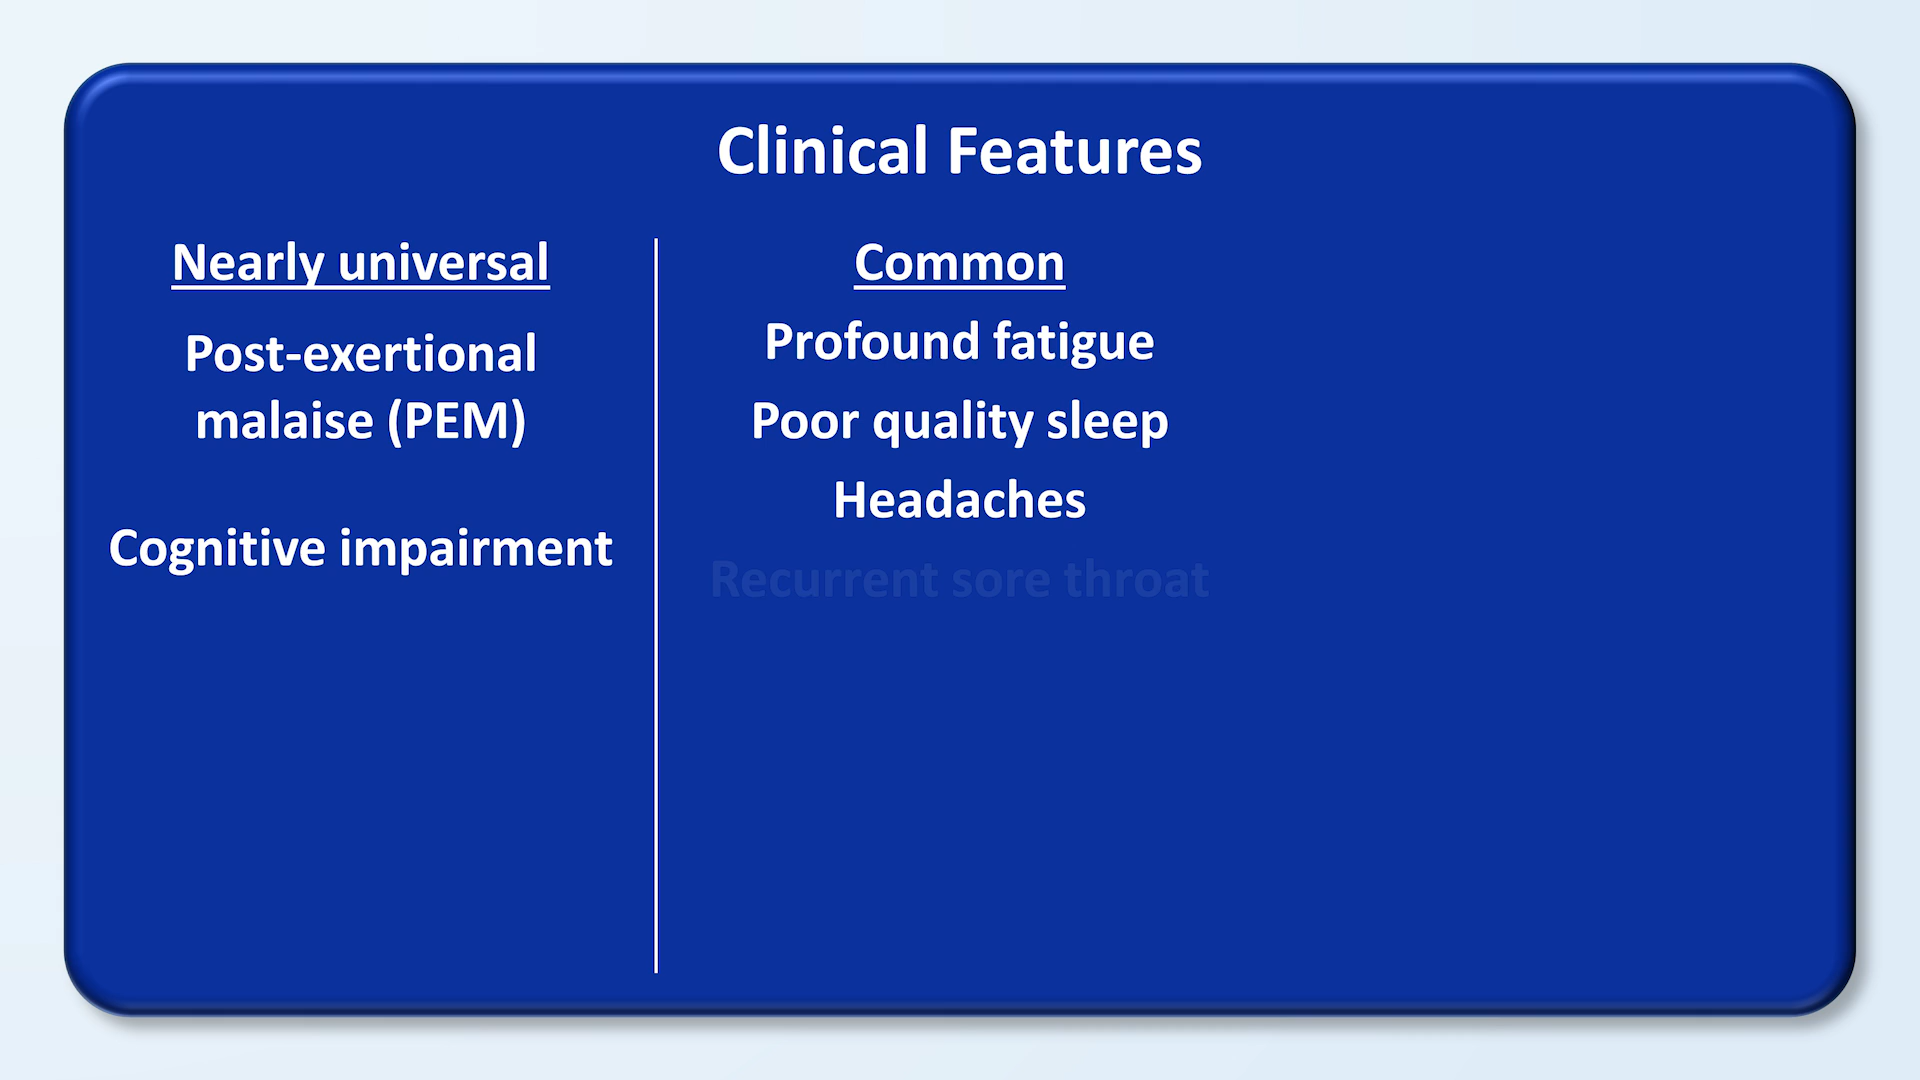 Clinical Features
Nearly universal
Post-exertional
malaise (PEM)
Cognitive impairment
Common
Profound fatigue
Poor quality sleep
Headaches
Recurrent sore throat